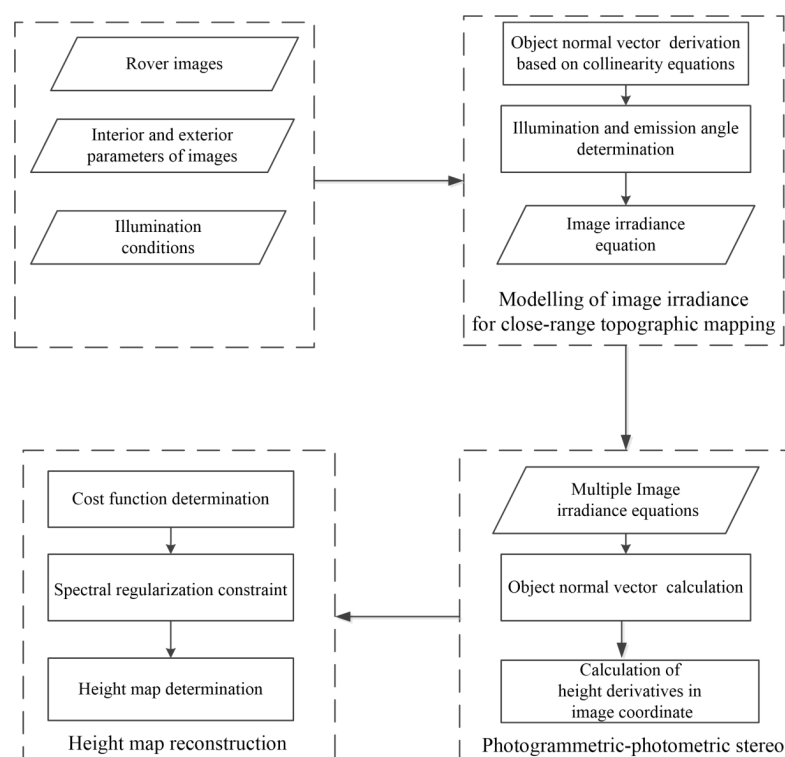 Rover images
Interior and exterior
parameters of images
Illumination
conditions
Object normal vector derivation
based on collinearity equations
Illumination and emission angle
determination
Image irradiance
equation
Modelling of image irradiance
for close-range topographic mapping
Multiple Image
irradiance equations
Object normal vector calculation
Calculation of
height derivatives in
image coordinate
Photogrammetric-photometric stereo
Cost function determination
Spectral regularization constraint
Height map determination
Height map reconstruction